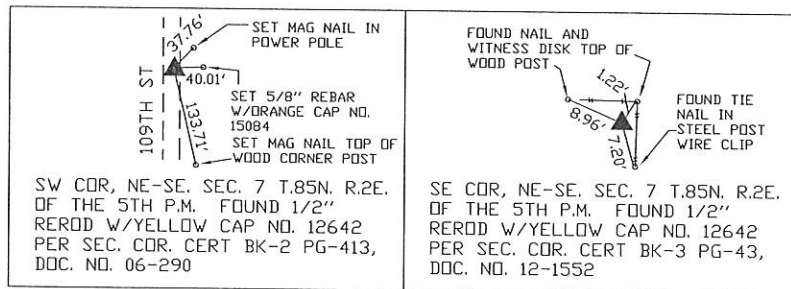 37.76'
SET MAG NAIL IN
POWER POLE
109TH ST
40.01'
SET 5/8" REBAR
W/ORANGE CAP NO.
15084
133.71'
SET MAG NAIL TOP OF
WOOD CORNER POST
SW COR, NE-SE. SEC. 7 T.85N. R.2E.
OF THE 5TH P.M. FOUND 1/2"
REROD W/YELLOW CAP NO. 12642
PER SEC. COR. CERT BK-2 PG-413,
DOC. NO. 06-290
FOUND NAIL AND
WITNESS DISK TOP OF
WOOD POST
1.22'
8.96'
7.20'
FOUND TIE
NAIL IN
STEEL POST
WIRE CLIP
SE COR, NE-SE. SEC. 7 T.85N. R.2E.
OF THE 5TH P.M. FOUND 1/2"
REROD W/YELLOW CAP NO. 12642
PER SEC. COR. CERT BK-3 PG-43,
DOC. NO. 12-1552